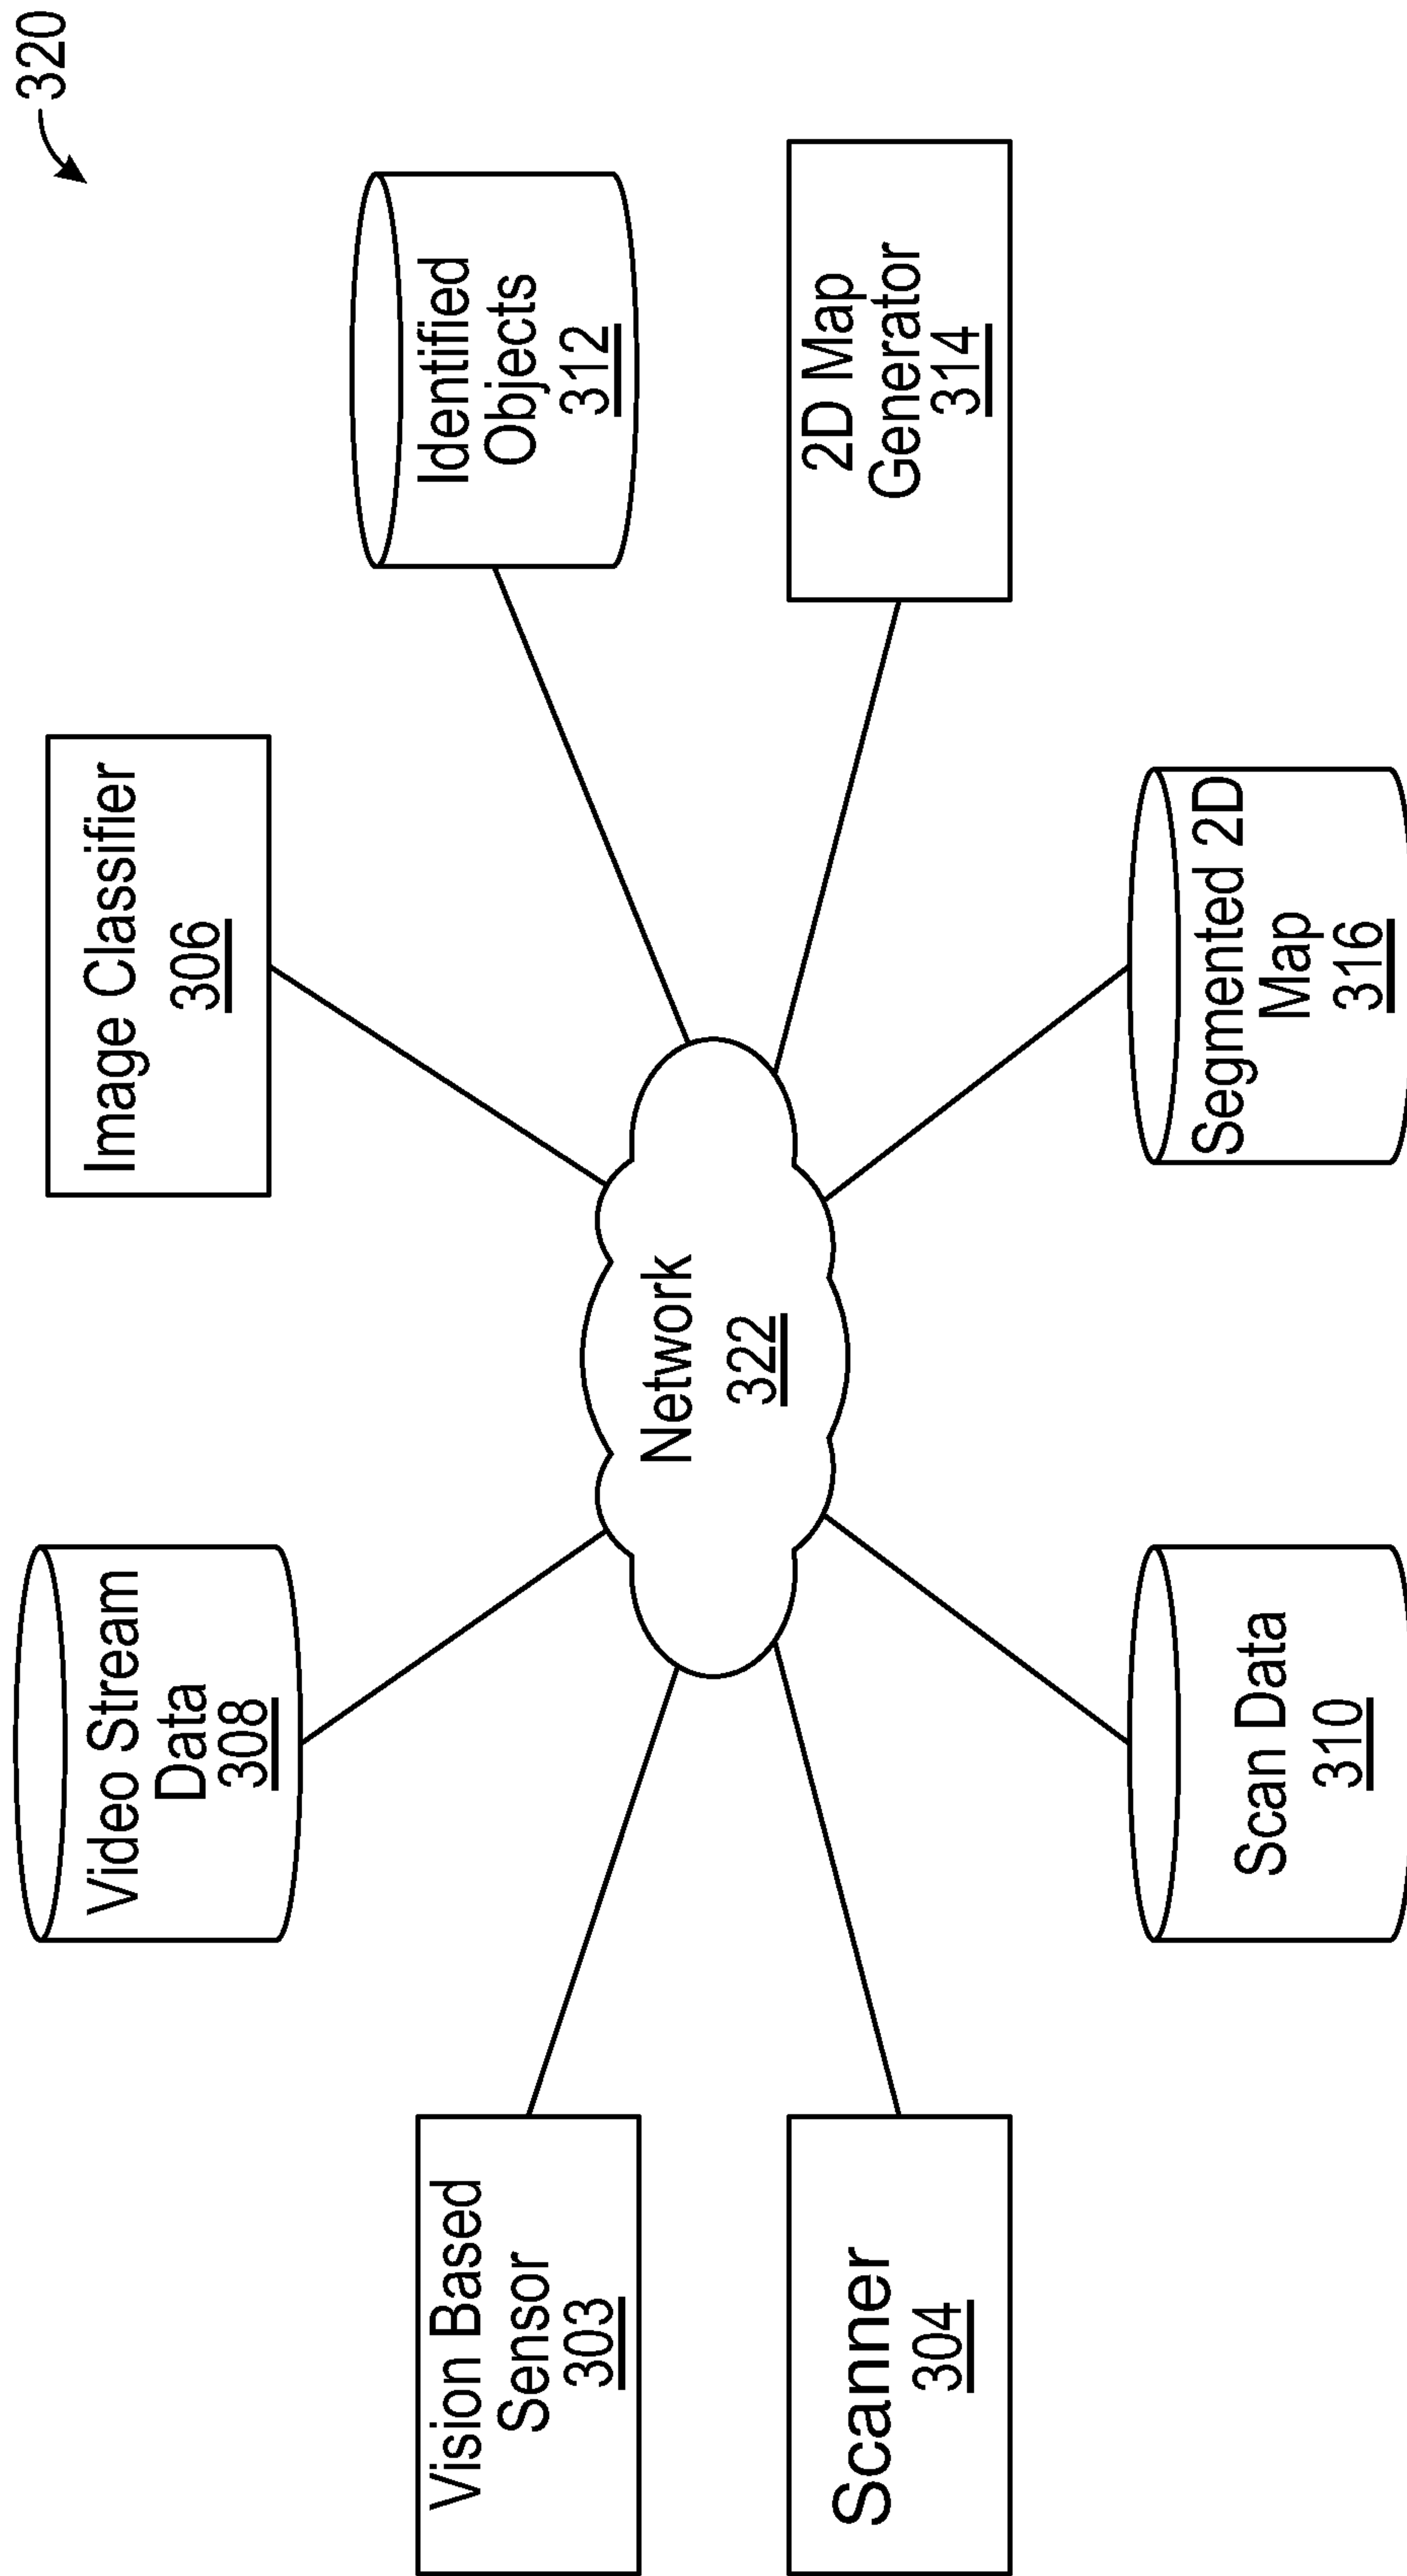 320
Video Stream
Data
308
Image Classifier
306
Vision Based
Sensor
303
Identified
Objects
312
Network
322
Scanner
304
2D Map
Generator
314
Scan Data
310
Segmented 2D
Map
316